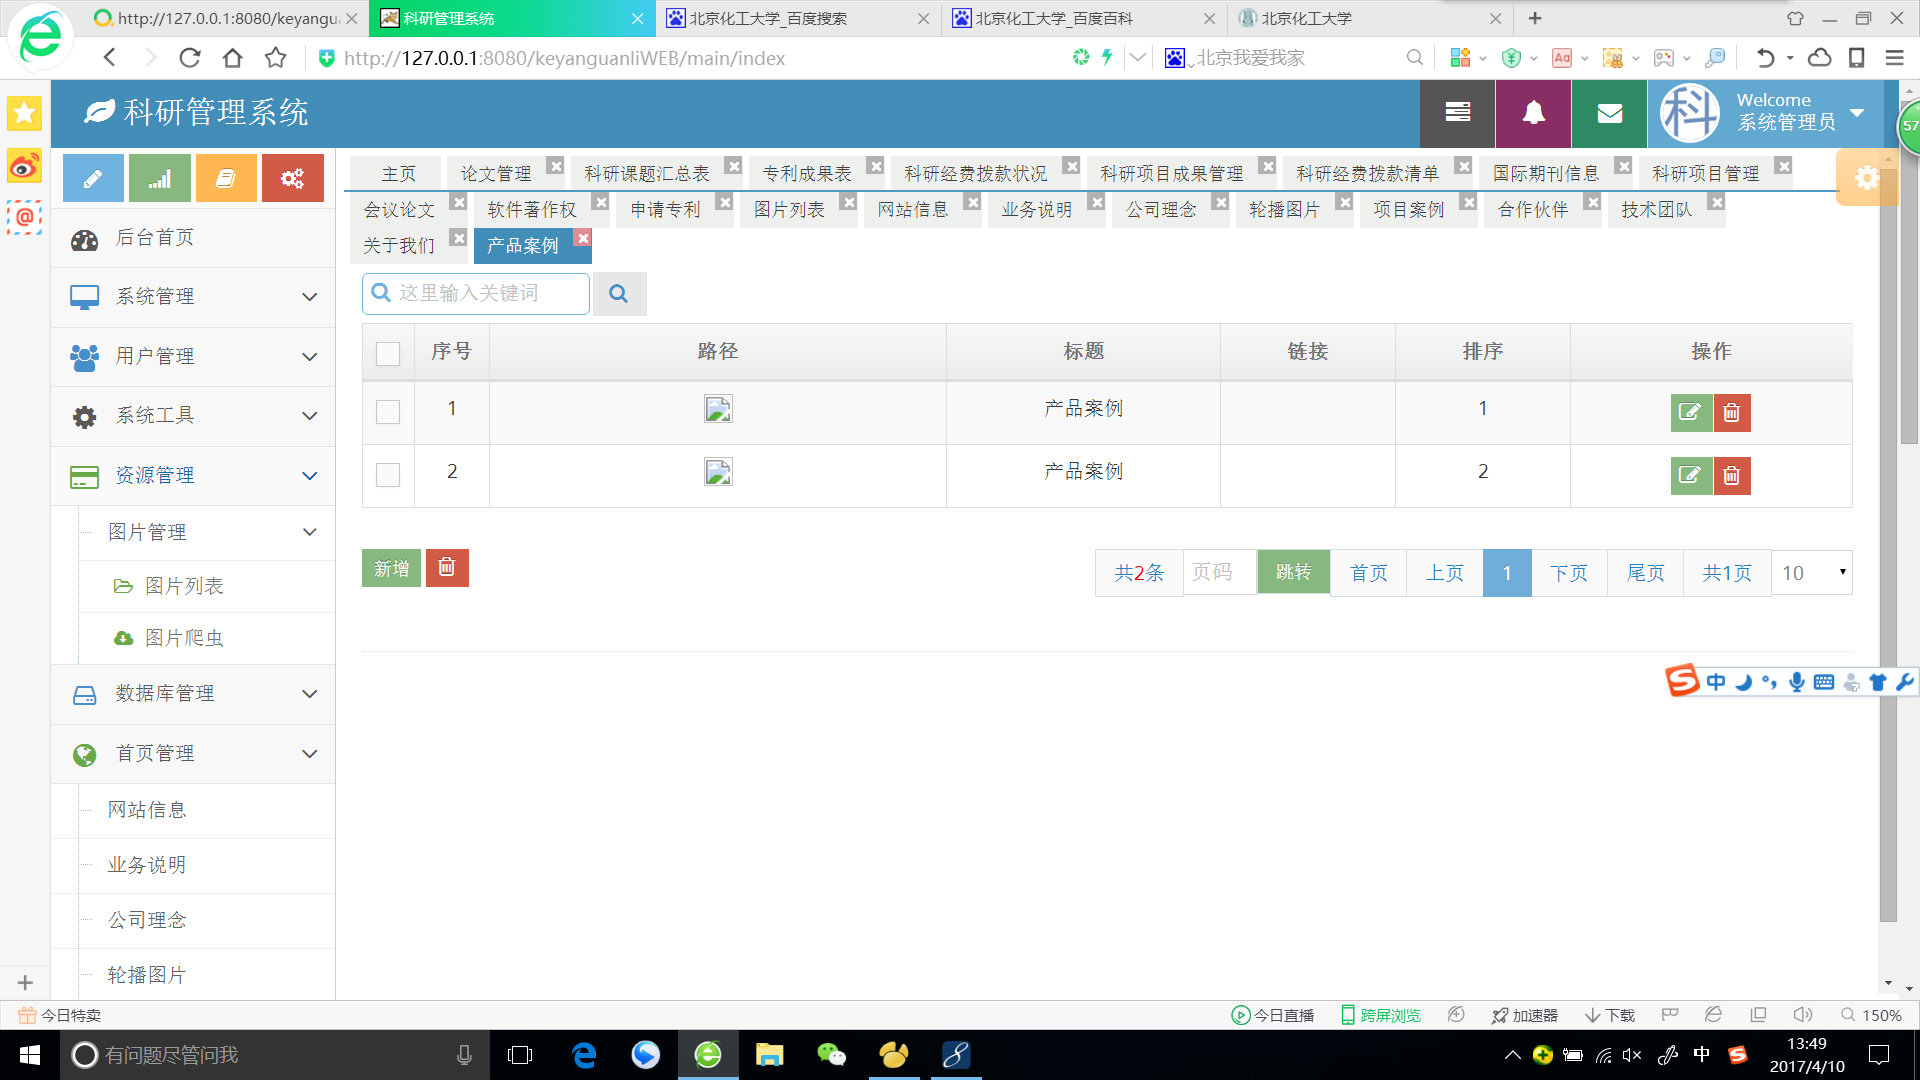 http://127.0.0.1:8080/keyangu
科研管理系统
北京化工大学_百度搜索
北京化工大学_百度百科
北京化工大学
http://127.0.0.1:8080/keyanguanliWEB/main/index
北京我爱我家
科研管理系统
科
Welcome
系统管理员
57
主页
论文管理
科研课题汇总表
专利成果表
科研经费拨款状况
科研项目成果管理
科研经费拨款清单
国际期刊信息
科研项目管理
会议论文
软件著作权
申请专利
图片列表
网站信息
业务说明
公司理念
轮播图片
项目案例
合作伙伴
技术团队
关于我们
产品案例
这里输入关键词
后台首页
系统管理
用户管理
系统工具
资源管理
图片管理
图片列表
图片爬虫
数据库管理
首页管理
网站信息
业务说明
公司理念
轮播图片
序号 路径 标题 链接 排序 操作
1 产品案例 1
2 产品案例 2
新增
共2条 页码 跳转 首页 上页 1 下页 尾页 共1页 10
中
今日特卖
今日直播
跨屏浏览
加速器
下载
150%
有问题尽管问我
中
13:49
2017/4/10